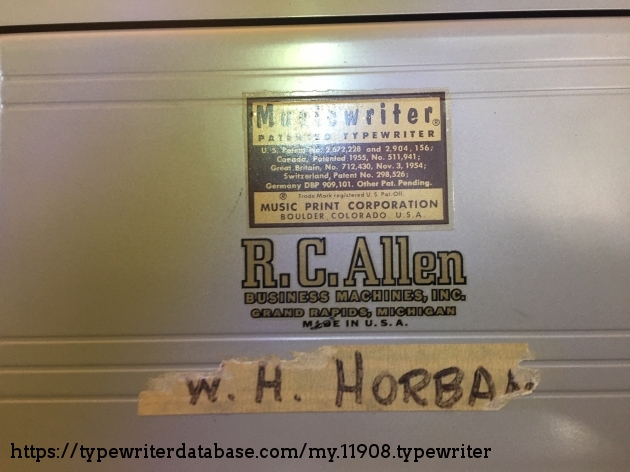 Musicwriter®
PATENTED TYPEWRITER
U. S. Patent No. 2,672,228 and 2,904,156;
Canada, Patented 1955, No. 511,941;
Great Britain, No. 712,430, Nov. 3, 1954;
Switzerland, Patent No. 298,526;
Germany DBP 909,101. Other Pat. Pending.
® Trade Mark registered U.S. Pat. Off.
MUSIC PRINT CORPORATION
BOULDER, COLORADO U.S.A.
R.C. Allen
BUSINESS MACHINES, INC.
GRAND RAPIDS, MICHIGAN
MADE IN U.S.A.
W. H. HORBA
https://typewriterdatabase.com/my.11908.typewriter